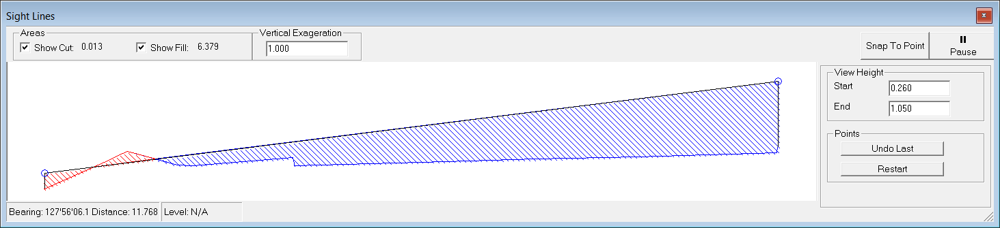 Sight Lines
Areas
Show Cut: 0.013 Show Fill: 6.379
Vertical Exageration
1.000
Snap To Point
Pause
View Height
Start 0.260
End 1.050
Points
Undo Last
Restart
Bearing: 127'56'06.1 Distance: 11.768 Level: N/A